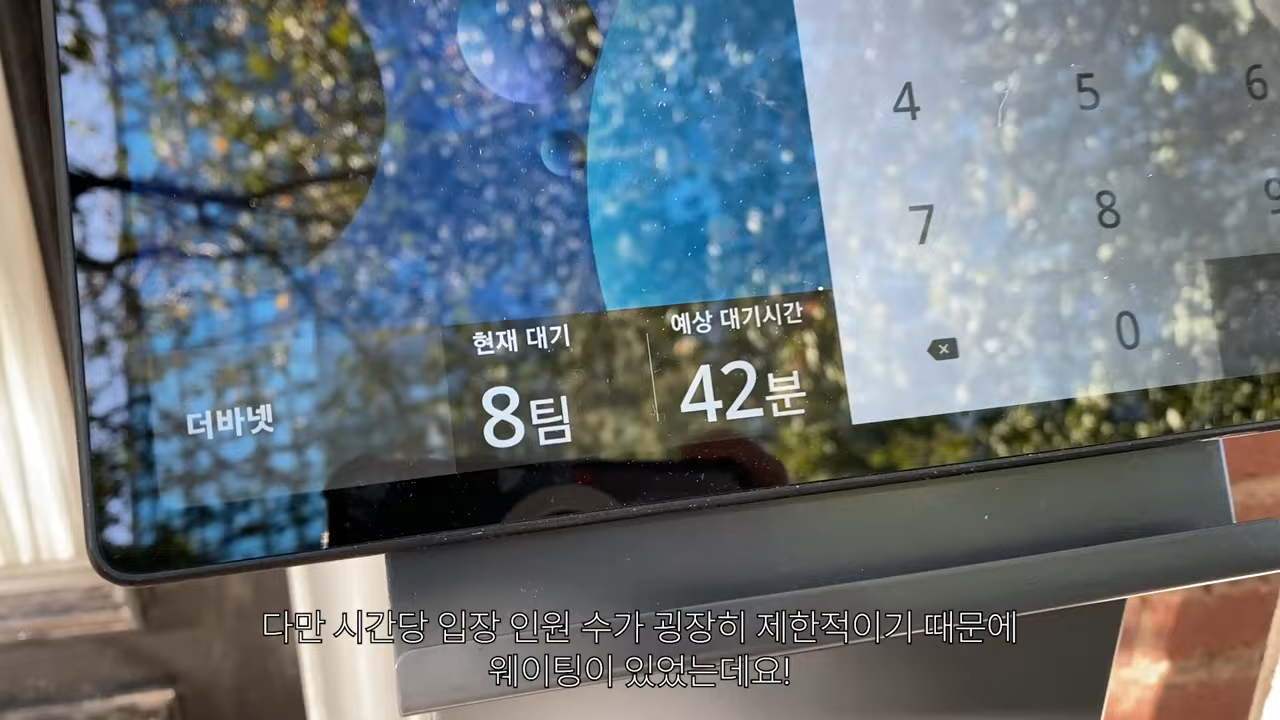 4 5 6
7 8 9
0
현재 대기
예상 대기시간
더바넷
8팀
42분
다만 시간당 입장 인원 수가 굉장히 제한적이기 때문에
웨이팅이 있었는데요!